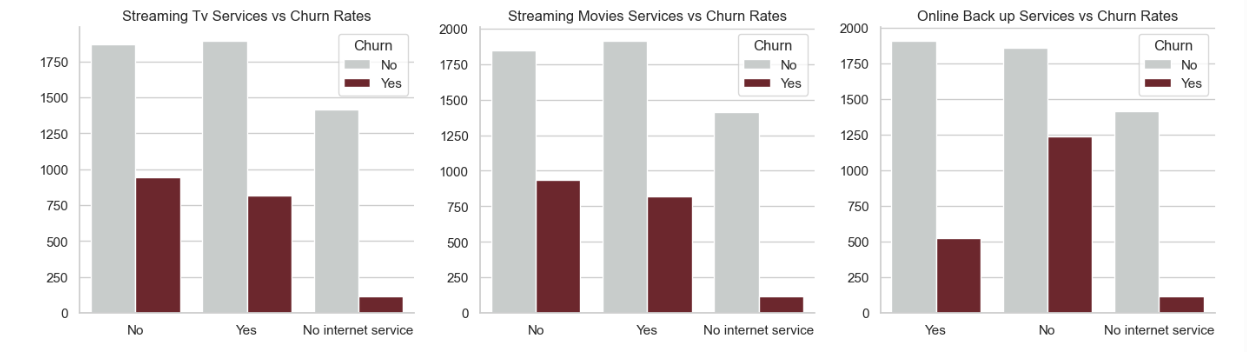 Streaming Tv Services vs Churn Rates
Churn
No
Yes
1750
1500
1250
1000
750
500
250
0
No Yes No internet service
Streaming Movies Services vs Churn Rates
Churn
No
Yes
2000
1750
1500
1250
1000
750
500
250
0
No Yes No internet service
Online Back up Services vs Churn Rates
Churn
No
Yes
2000
1750
1500
1250
1000
750
500
250
0
Yes No No internet service